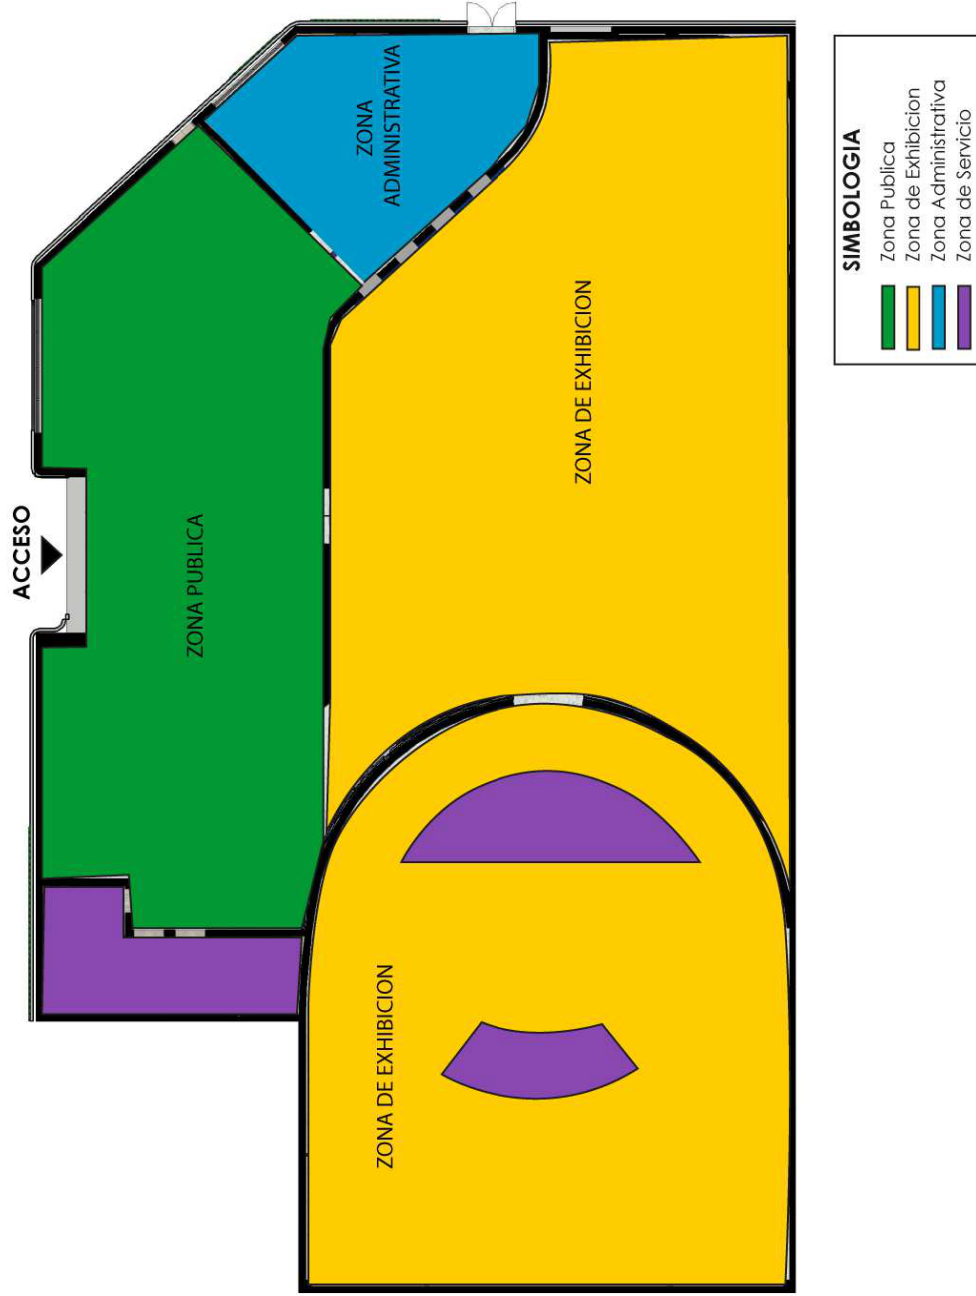 ACCESO
ZONA PUBLICA
ZONA
ADMINISTRATIVA
ZONA DE EXHIBICION
ZONA DE EXHIBICION
SIMBOLOGIA
Zona Publica
Zona de Exhibicion
Zona Administrativa
Zona de Servicio